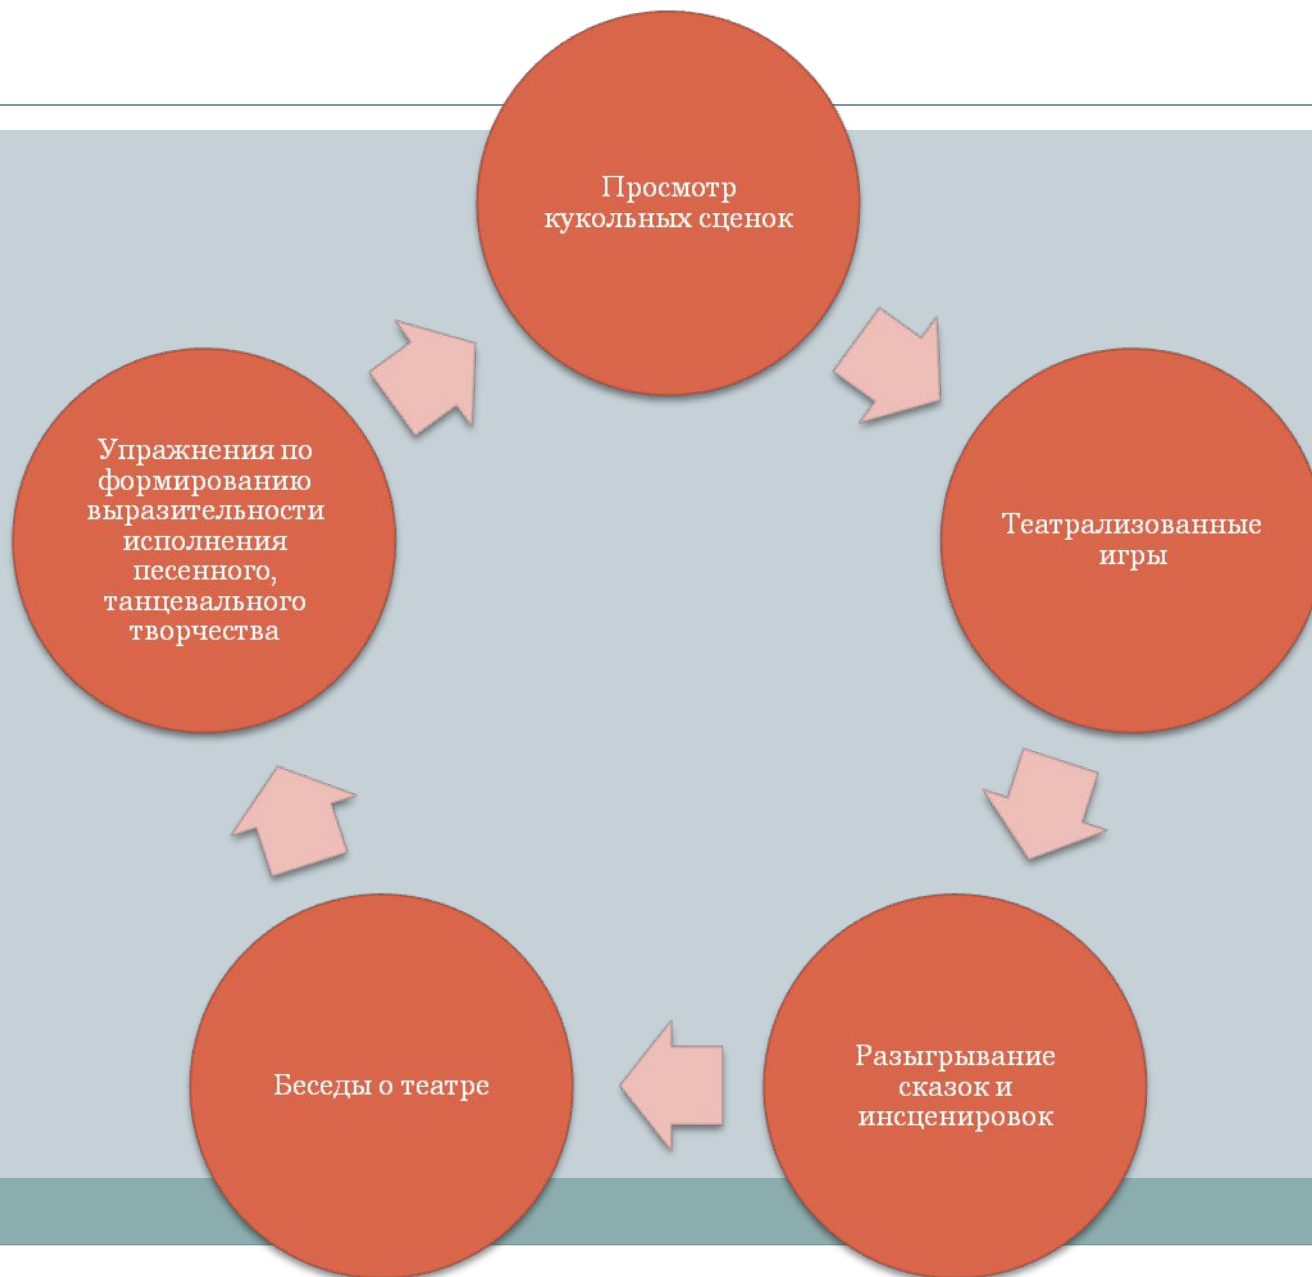 Просмотр
кукольных сценок
Театрализованные
игры
Разыгрывание
сказок и
инсценировок
Беседы о театре
Упражнения по
формированию
выразительности
исполнения
песенного,
танцевального
творчества